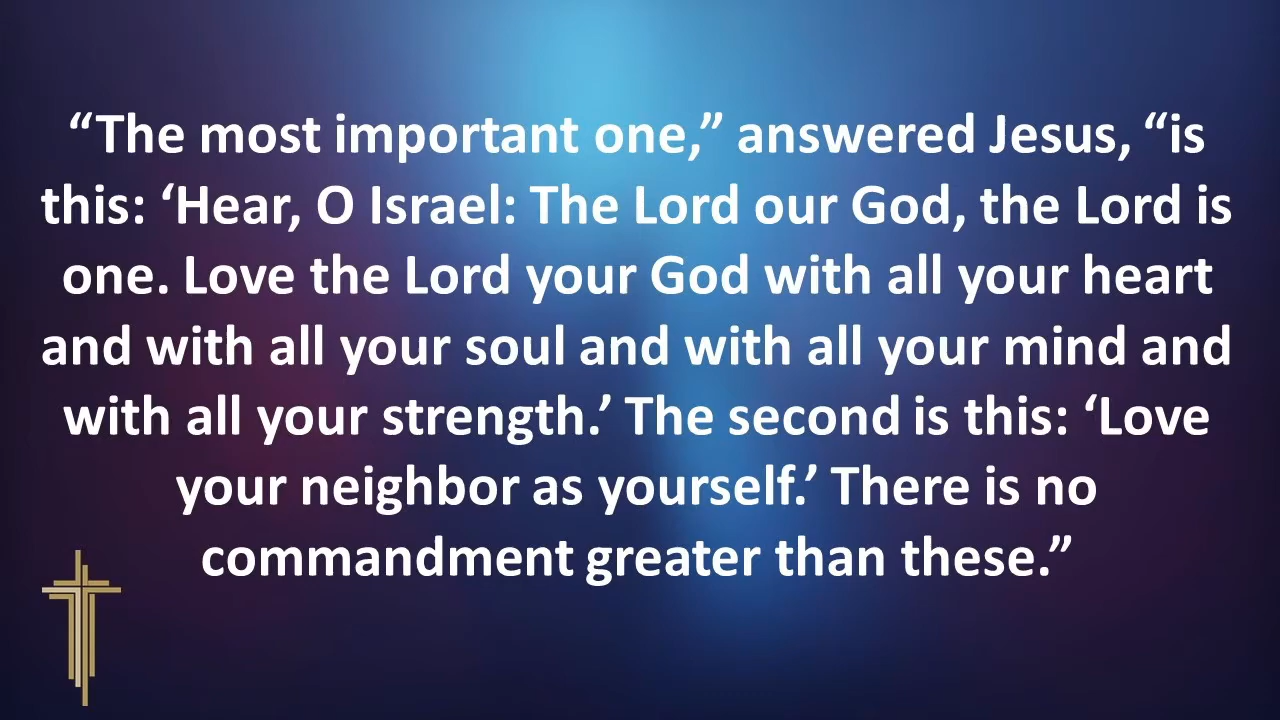 “The most important one,” answered Jesus, “is
this: ‘Hear, O Israel: The Lord our God, the Lord is
one. Love the Lord your God with all your heart
and with all your soul and with all your mind and
with all your strength.’ The second is this: ‘Love
your neighbor as yourself.’ There is no
commandment greater than these.”